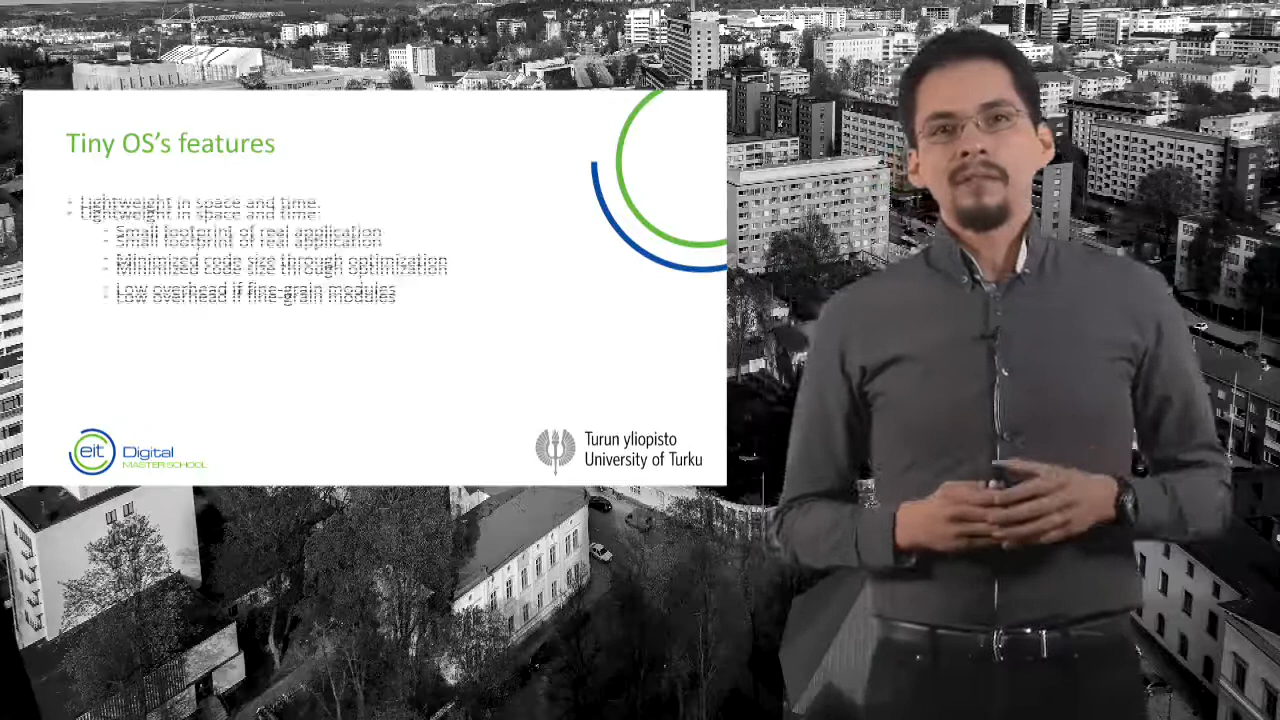 Tiny OS’s features
Lightweight in space and time:
Small footprint of real application
Minimized code size through optimization
Low overhead if fine-grain modules
eit Digital
MASTER SCHOOL
Turun yliopisto
University of Turku